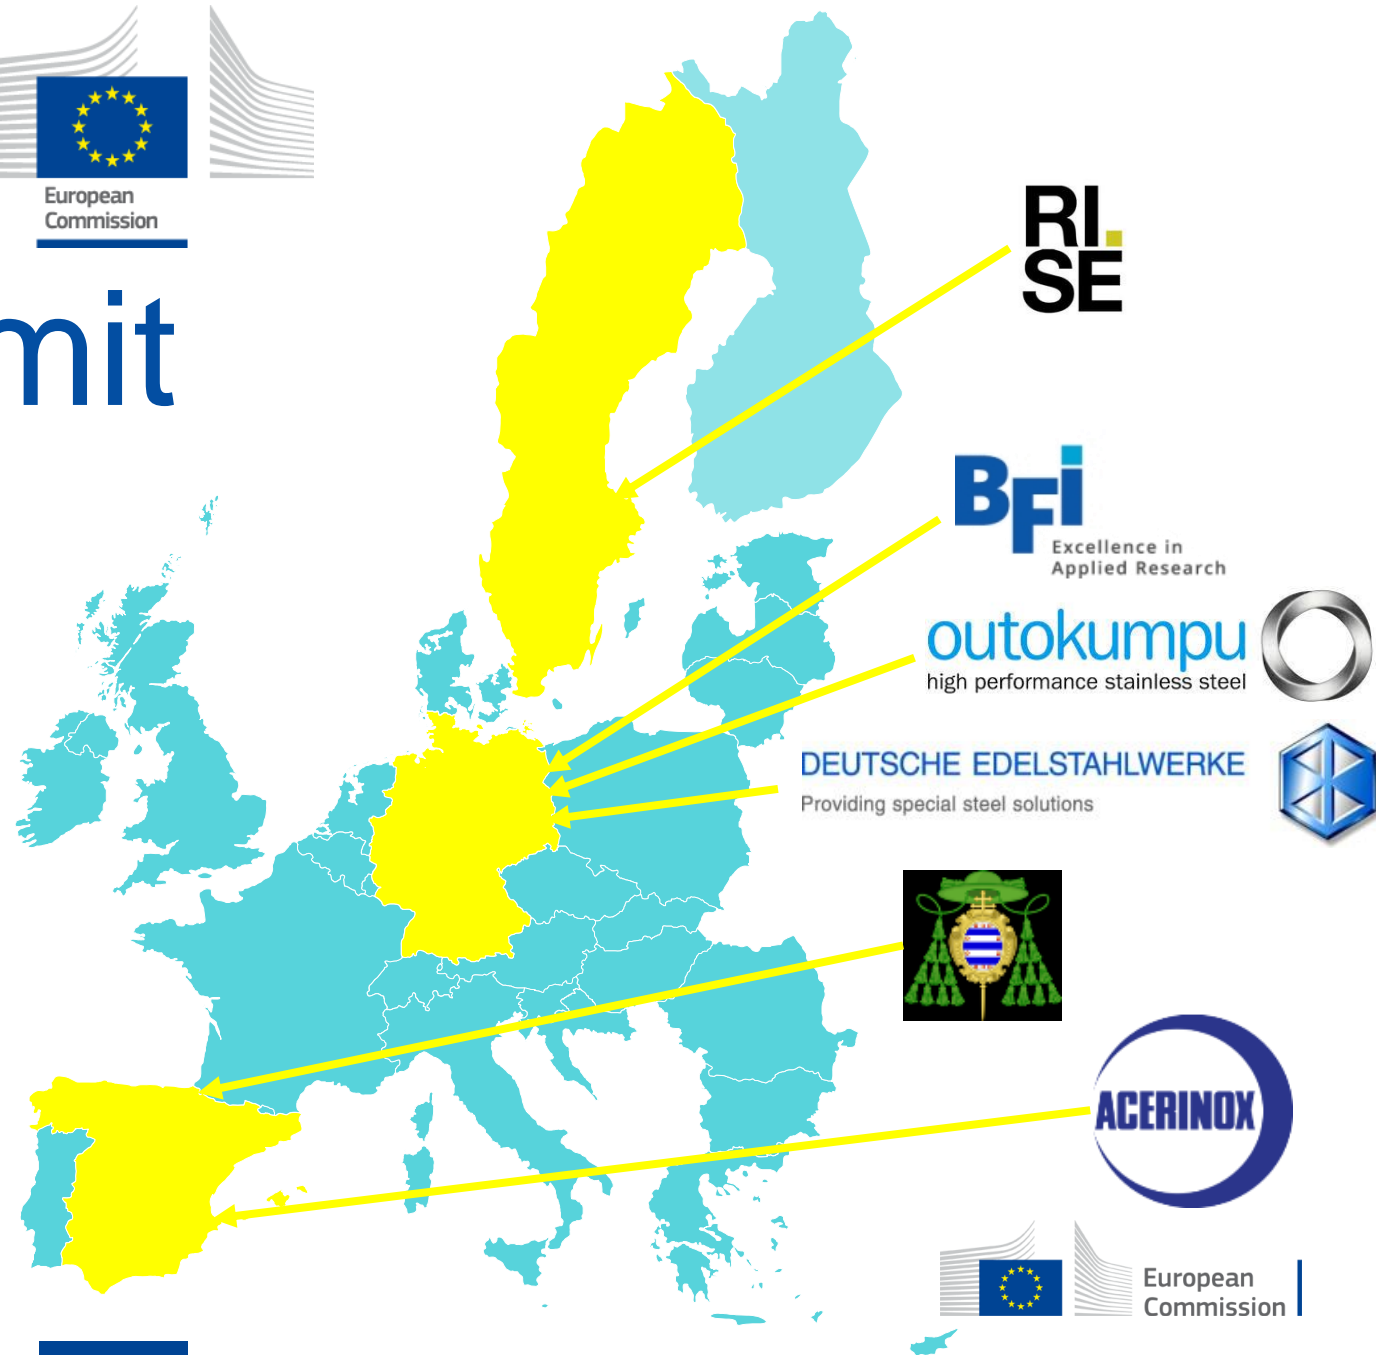 European
Commission
mit
RI.
SE
BFi
Excellence in
Applied Research
outokumpu
high performance stainless steel
DEUTSCHE EDELSTAHLWERKE
Providing special steel solutions
ACERINOX
European
Commission